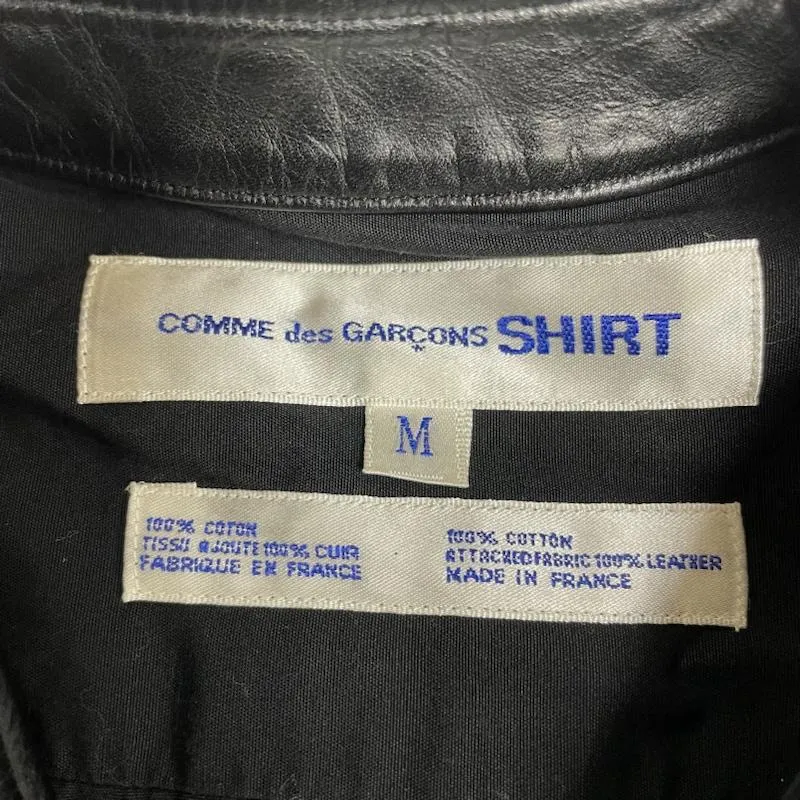 COMME des GARÇONS SHIRT
M
100% COTON
TISSU AJOUTE 100% CUIR
FABRIQUE EN FRANCE
100% COTTON
ATTACKED FABRIC 100% LEATHER
MADE IN FRANCE